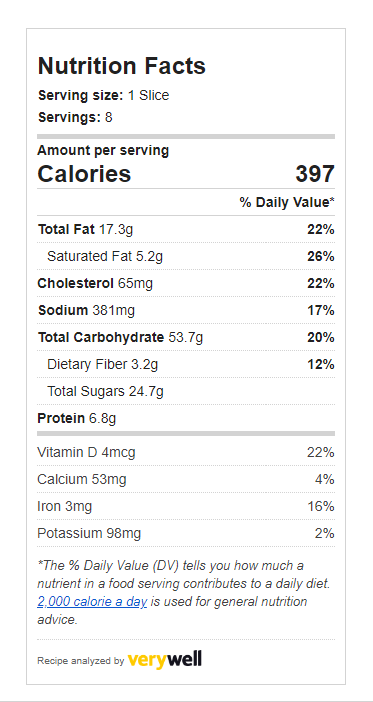 Nutrition Facts
Serving size: 1 Slice
Servings: 8
Amount per serving
Calories 397
% Daily Value*
Total Fat 17.3g 22%
Saturated Fat 5.2g 26%
Cholesterol 65mg 22%
Sodium 381mg 17%
Total Carbohydrate 53.7g 20%
Dietary Fiber 3.2g 12%
Total Sugars 24.7g
Protein 6.8g
Vitamin D 4mcg 22%
Calcium 53mg 4%
Iron 3mg 16%
Potassium 98mg 2%
*The % Daily Value (DV) tells you how much a
nutrient in a food serving contributes to a daily diet.
2,000 calorie a day is used for general nutrition
advice.
Recipe analyzed by verywell